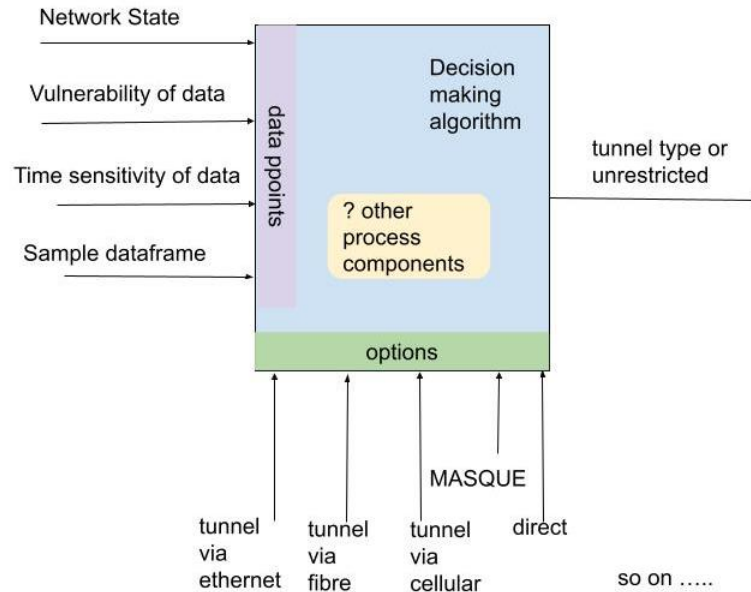 Network State
Vulnerability of data
Time sensitivity of data
Sample dataframe
data ppoints
Decision
making
algorithm
? other
process
components
tunnel type or
unrestricted
options
MASQUE
tunnel
via
ethernet
tunnel
via
fibre
tunnel
via
cellular
direct
so on .....